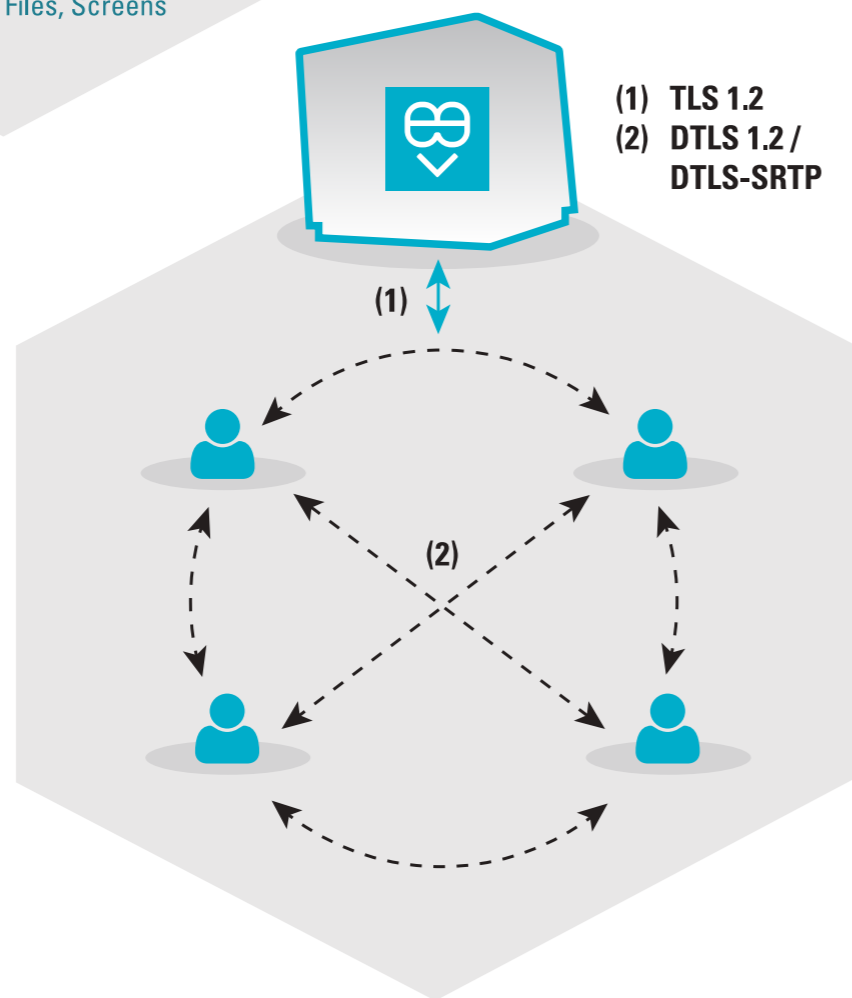 Files, Screens
(1) TLS 1.2
(2) DTLS 1.2 /
DTLS-SRTP
(1)
(2)